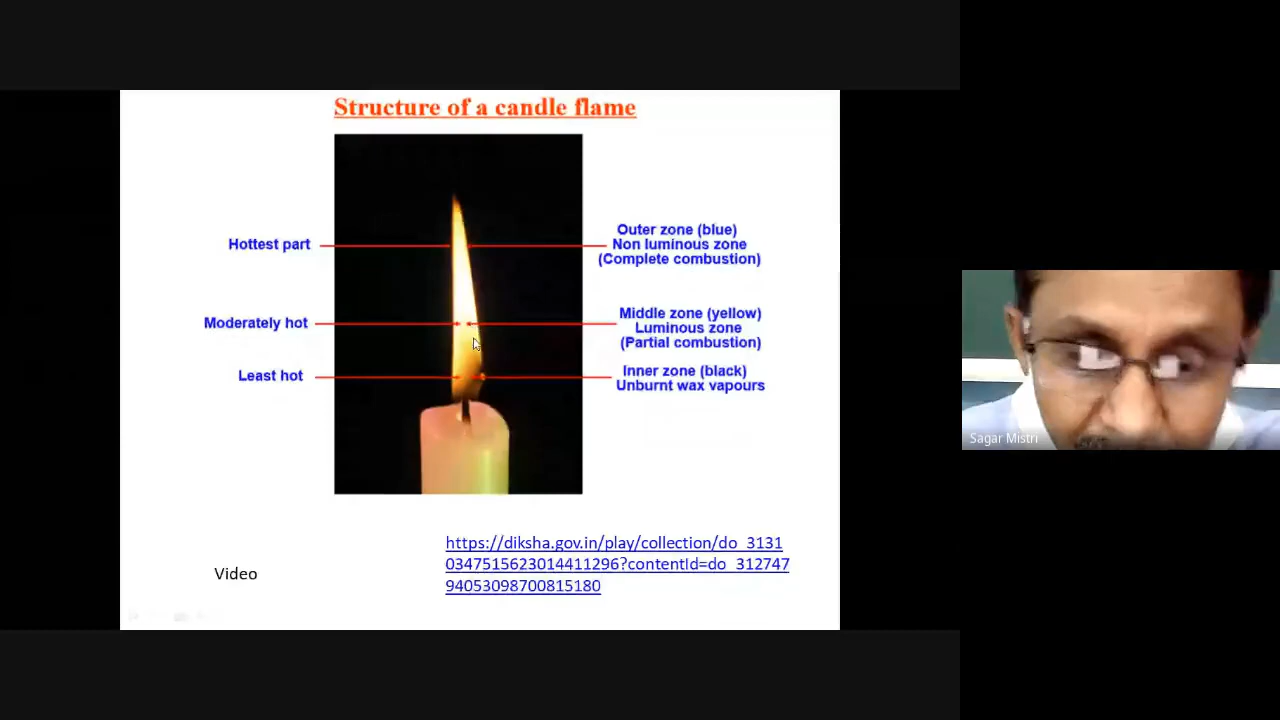 Structure of a candle flame
Hottest part
Outer zone (blue)
Non luminous zone
(Complete combustion)
Moderately hot
Middle zone (yellow)
Luminous zone
(Partial combustion)
Least hot
Inner zone (black)
Unburnt wax vapours
Video
https://diksha.gov.in/play/collection/do_3131
0347515623014411296?contentId=do_312747
94053098700815180
Sagar Mistri